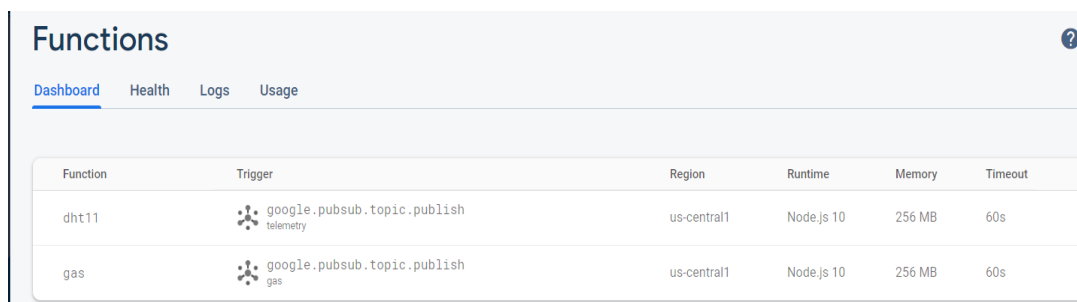 Functions
?
Dashboard Health Logs Usage
Function Trigger Region Runtime Memory Timeout
dht11 google.pubsub.topic.publish us-central1 Node.js 10 256 MB 60s
telemetry
gas google.pubsub.topic.publish us-central1 Node.js 10 256 MB 60s
gas